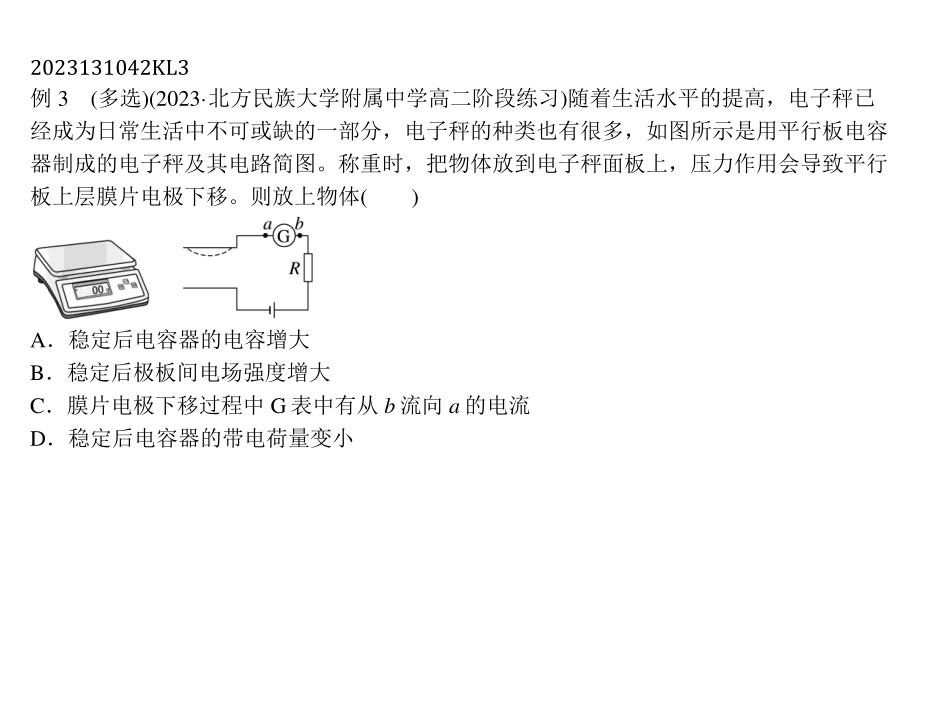 2023131042KL3
例 3　(多选)(2023·北方民族大学附属中学高二阶段练习)随着生活水平的提高，电子秤已
经成为日常生活中不可或缺的一部分，电子秤的种类也有很多，如图所示是用平行板电容
器制成的电子秤及其电路简图。称重时，把物体放到电子秤面板上，压力作用会导致平行
板上层膜片电极下移。则放上物体(　　)
a G b
R
00
A．稳定后电容器的电容增大
B．稳定后极板间电场强度增大
C．膜片电极下移过程中 G 表中有从 b 流向 a 的电流
D．稳定后电容器的带电荷量变小